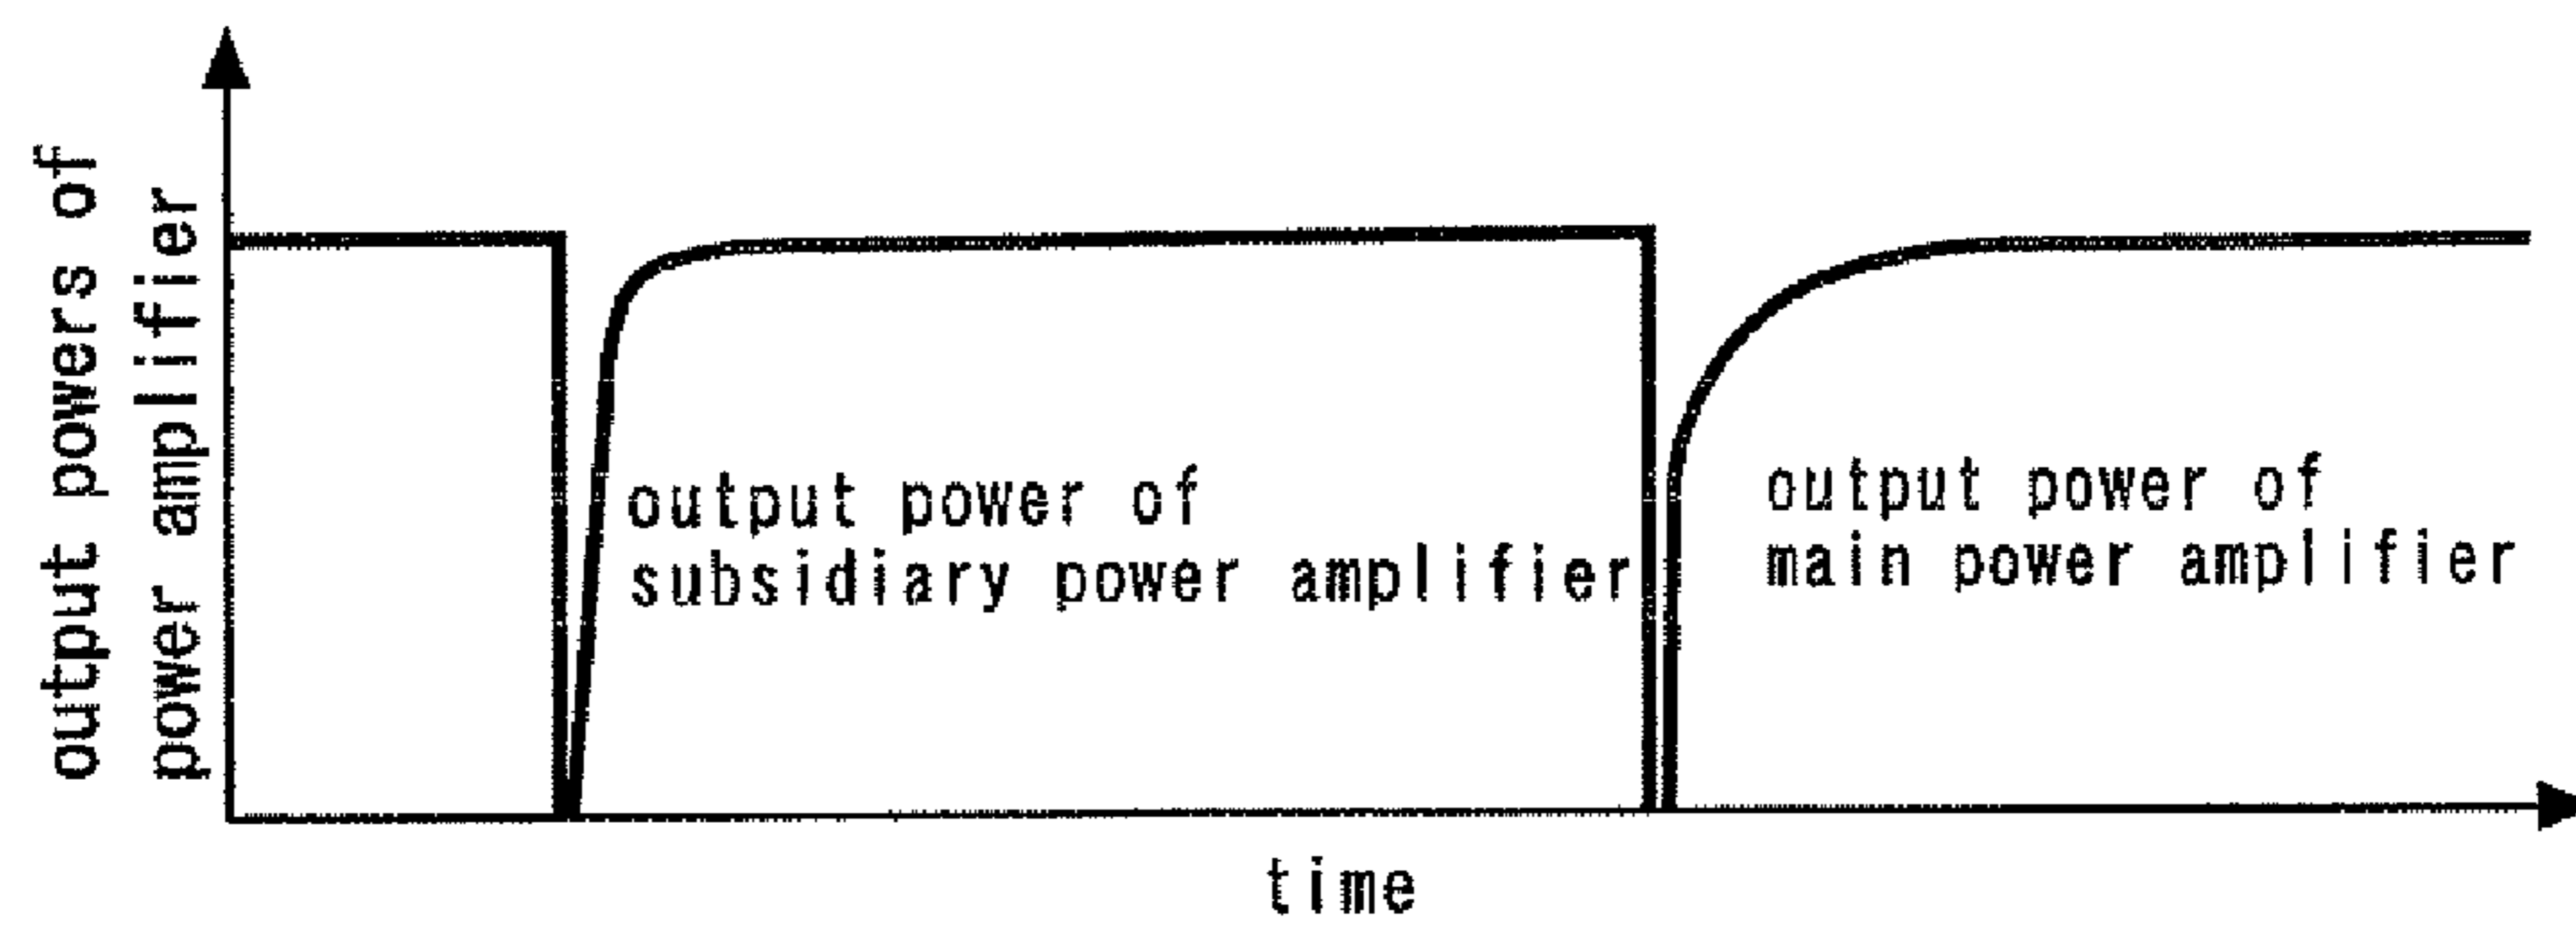 output powers of
power amplifier
output power of
subsidiary power amplifier
output power of
main power amplifier
time